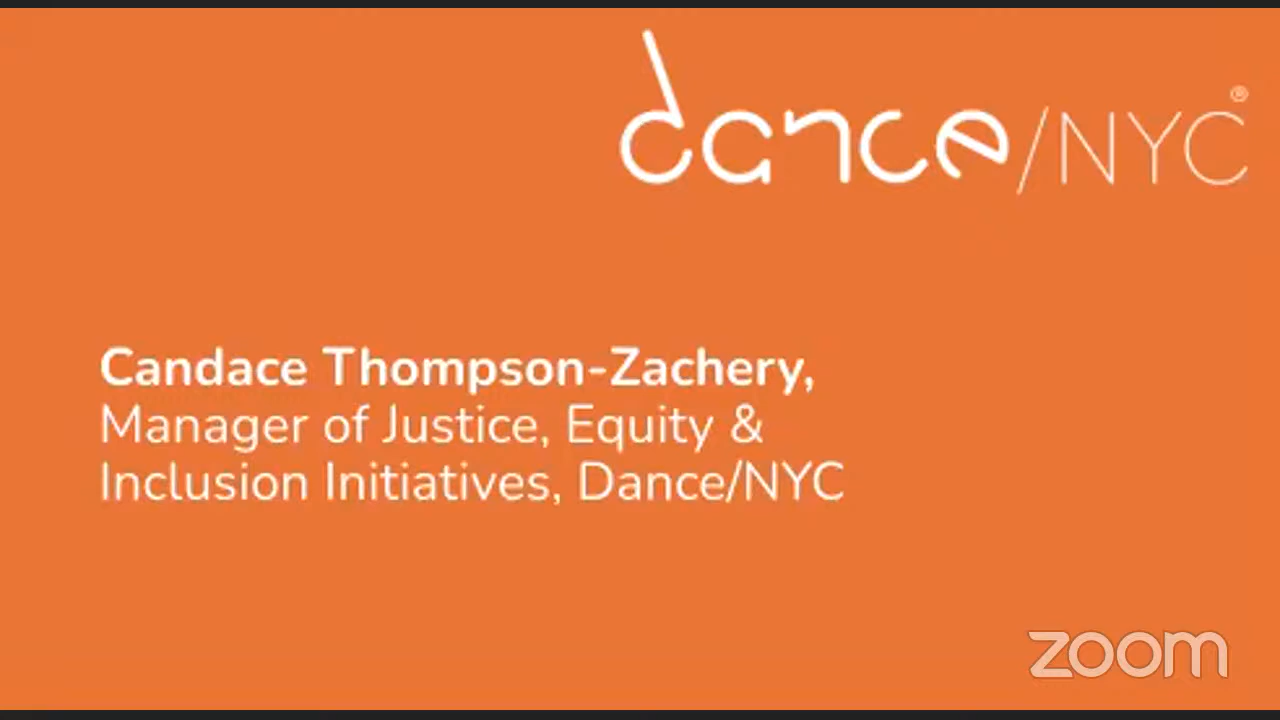 dance/NYC®
Candace Thompson-Zachery,
Manager of Justice, Equity &
Inclusion Initiatives, Dance/NYC
zoom